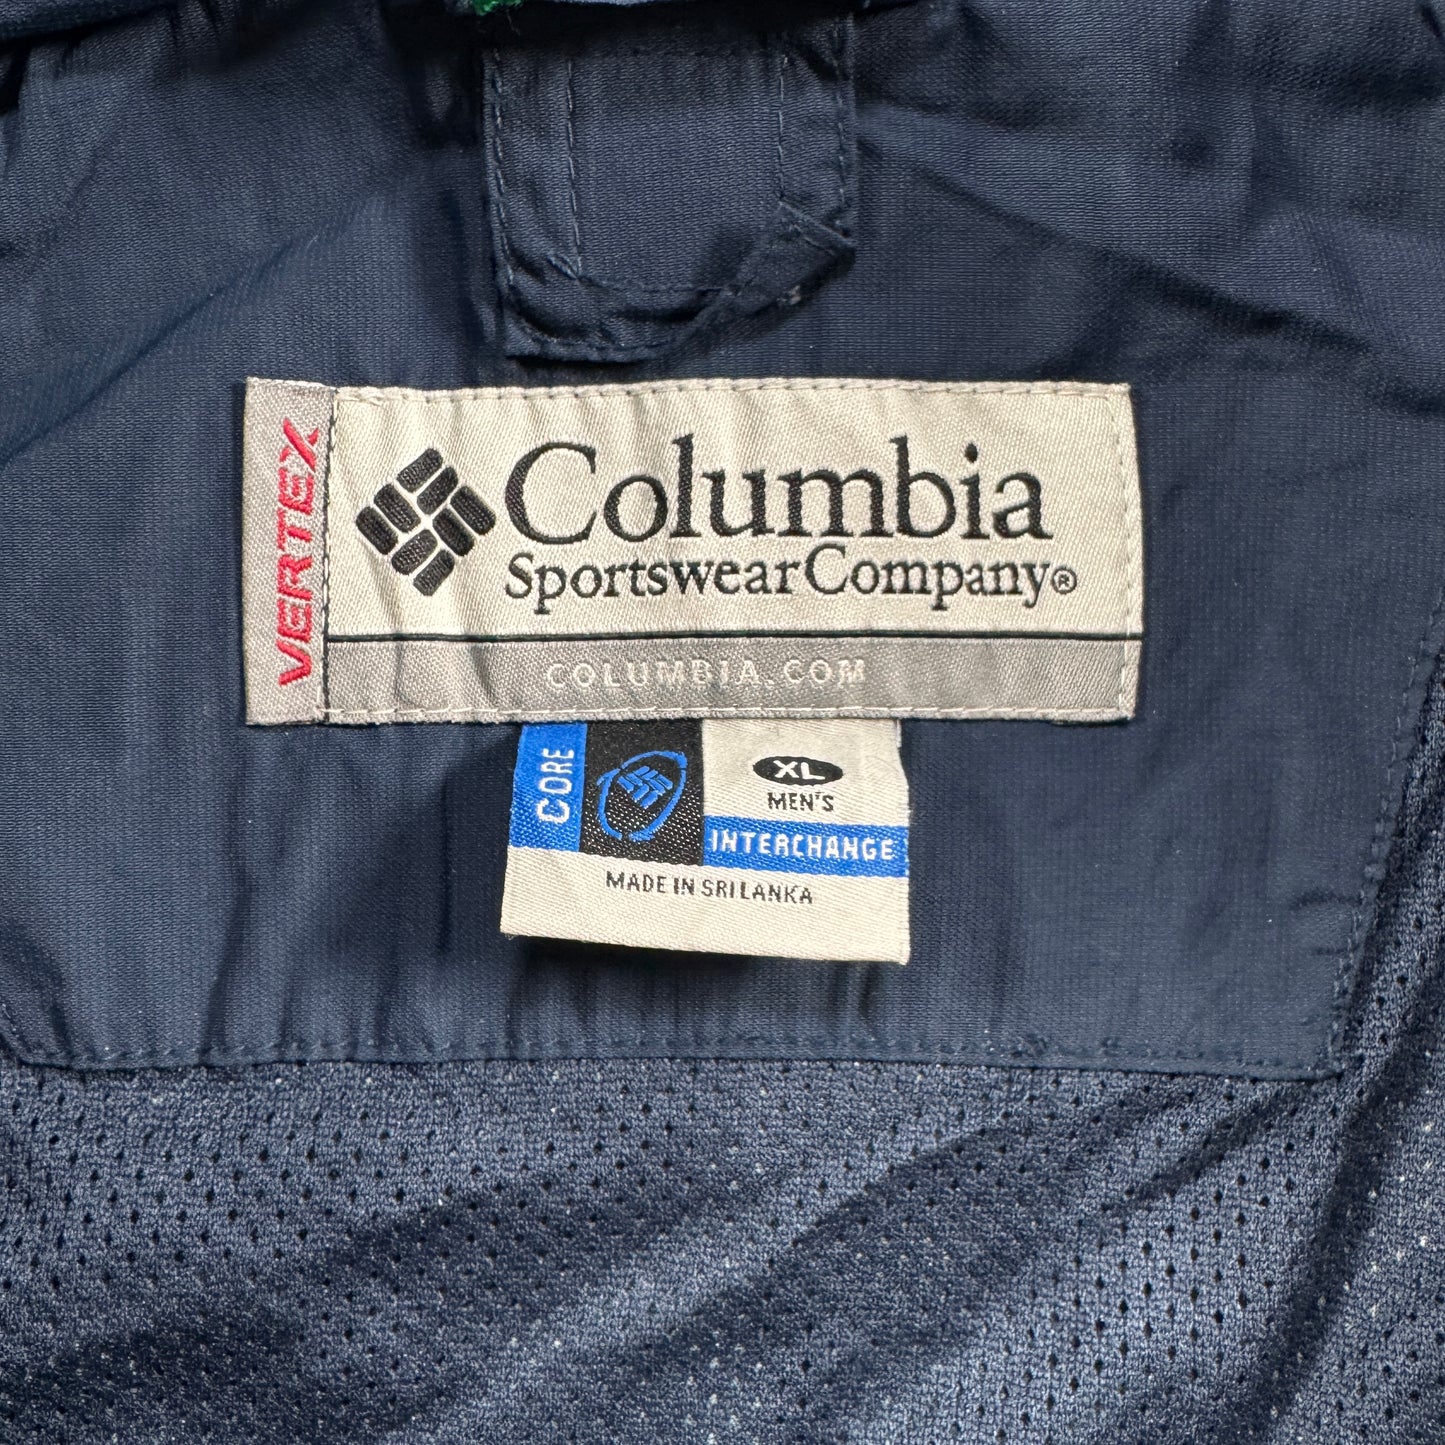 VERTEX
Columbia
Sportswear Company®
COLUMBIA.COM
CORE
XL
MEN'S
INTERCHANGE
MADE IN SRI LANKA